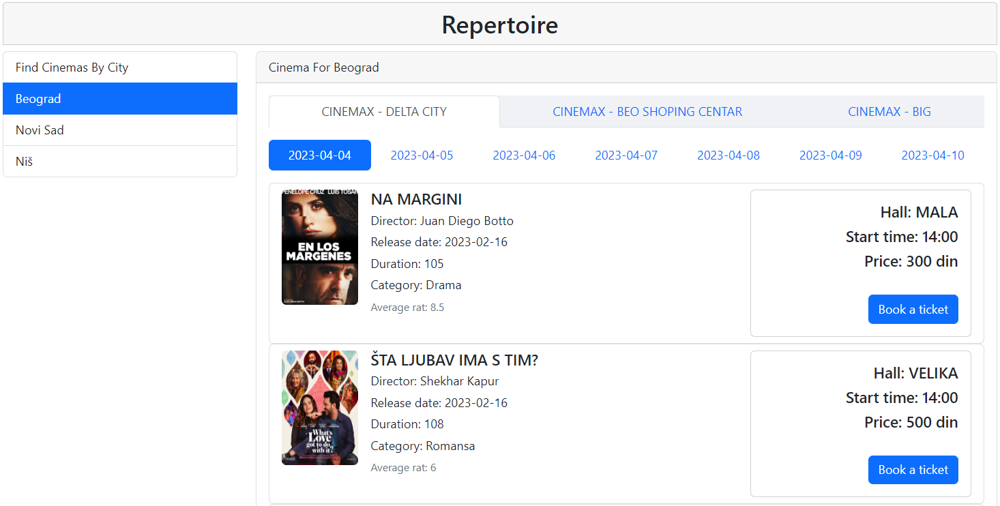 Repertoire
Find Cinemas By City
Beograd
Novi Sad
Niš
Cinema For Beograd
CINEMAX - DELTA CITY
CINEMAX - BEO SHOPING CENTAR
CINEMAX - BIG
2023-04-04
2023-04-05
2023-04-06
2023-04-07
2023-04-08
2023-04-09
2023-04-10
PENÉLOPE CRUZ LUIS TOSAR
EN LOS
MÁRGENES
NA MARGINI
Director: Juan Diego Botto
Release date: 2023-02-16
Duration: 105
Category: Drama
Average rat: 8.5
Hall: MALA
Start time: 14:00
Price: 300 din
Book a ticket
What's
Love
got to do
with it?
ŠTA LJUBAV IMA S TIM?
Director: Shekhar Kapur
Release date: 2023-02-16
Duration: 108
Category: Romansa
Average rat: 6
Hall: VELIKA
Start time: 14:00
Price: 500 din
Book a ticket